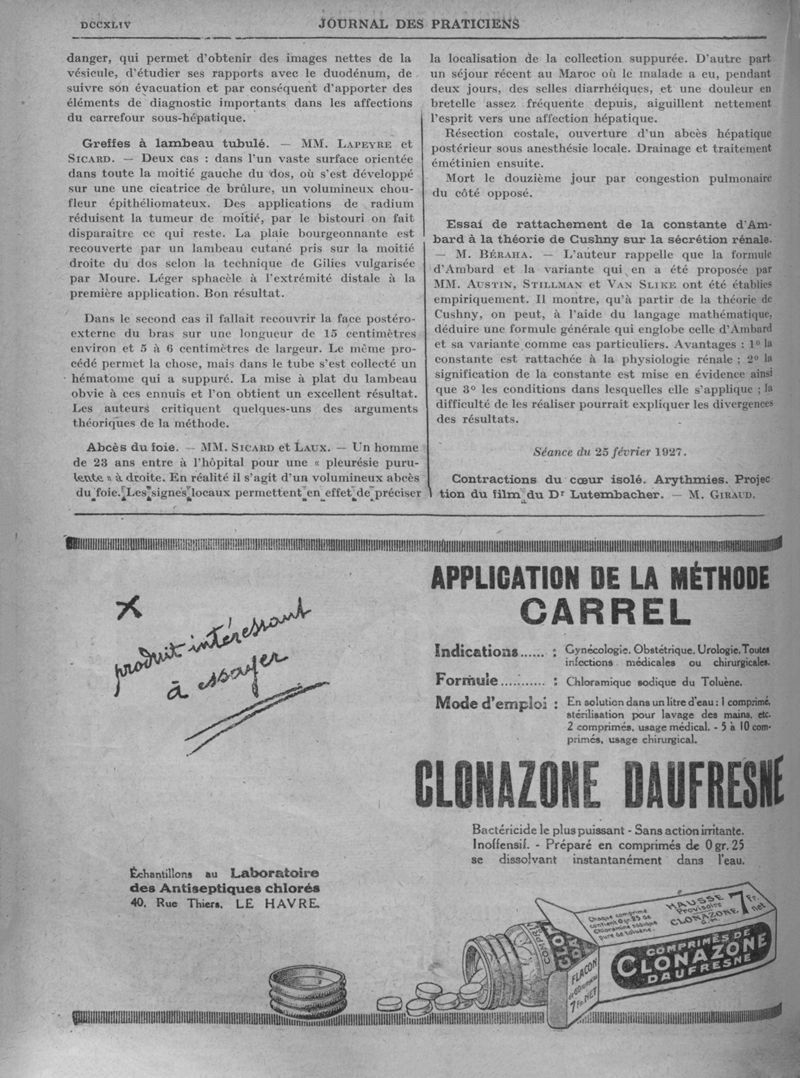 DCCXLIV
JOURNAL DES PRATICIENS
danger, qui permet d'obtenir des images nettes de la
vésicule, d'étudier ses rapports avec le duodénum, de
suivre son évacuation et par conséquent d'apporter des
éléments de diagnostic importants dans les affections
du carrefour sous-hépatique.
Greffes à lambeau tubulé. — MM. LAPEYRE et
SICARD. — Deux cas : dans l'un vaste surface orientée
dans toute la moitié gauche du dos, où s'est développé
sur une une cicatrice de brûlure, un volumineux chou-
fleur épithéliomateux. Des applications de radium
réduisent la tumeur de moitié, par le bistouri on fait
disparaître ce qui reste. La plaie bourgeonnante est
recouverte par un lambeau cutané pris sur la moitié
droite du dos selon la technique de Gilies vulgarisée
par Moure. Léger sphacèle à l'extrémité distale à la
première application. Bon résultat.
Dans le second cas il fallait recouvrir la face postéro-
externe du bras sur une longueur de 15 centimètres
environ et 5 à 6 centimètres de largeur. Le même pro-
cédé permet la chose, mais dans le tube s'est collecté un
hématome qui a suppuré. La mise à plat du lambeau
obvie à ces ennuis et l'on obtient un excellent résultat.
Les auteurs critiquent quelques-uns des arguments
théoriques de la méthode.
Abcès du foie. — MM. SICARD et LAUX. — Un homme
de 23 ans entre à l'hôpital pour une « pleurésie puru-
lente » à droite. En réalité il s'agit d'un volumineux abcès
du foie. Les signes locaux permettent en effet de préciser
la localisation de la collection suppurée. D'autre part
un séjour récent au Maroc où le malade a eu, pendant
deux jours, des selles diarrhéiques, et une douleur en
bretelle assez fréquente depuis, aiguillent nettement
l'esprit vers une affection hépatique.
Résection costale, ouverture d'un abcès hépatique
postérieur sous anesthésie locale. Drainage et traitement
émétinien ensuite.
Mort le douzième jour par congestion pulmonaire
du côté opposé.
Essai de rattachement de la constante d'Am-
bard à la théorie de Cushny sur la sécrétion rénale.
— M. BÉRAHA. — L'auteur rappelle que la formule
d'Ambard et la variante qui en a été proposée par
MM. AUSTIN, STILLMAN et VAN SLIKE ont été établies
empiriquement. Il montre, qu'à partir de la théorie de
Cushny, on peut, à l'aide du langage mathématique,
déduire une formule générale qui englobe celle d'Ambard
et sa variante comme cas particuliers. Avantages : 1º la
constante est rattachée à la physiologie rénale ; 2º la
signification de la constante est mise en évidence ainsi
que 3º les conditions dans lesquelles elle s'applique ; la
difficulté de les réaliser pourrait expliquer les divergences
des résultats.
Séance du 25 février 1927.
Contractions du cœur isolé. Arythmies. Projec
tion du film du Dr Lutembacher. — M. GIRAUD.
X
produit intéressant
à essayer
Échantillons au Laboratoire
des Antiseptiques chlorés
40, Rue Thiers, LE HAVRE
APPLICATION DE LA MÉTHODE
CARREL
Indications...... : Gynécologie. Obstétrique. Urologie. Toutes
infections médicales ou chirurgicales.
Formule........... : Chloramique sodique du Toluène.
Mode d'emploi : En solution dans un litre d'eau : 1 comprimé,
stérilisation pour lavage des mains, etc.
2 comprimés, usage médical. - 5 à 10 com-
primés, usage chirurgical.
CLONAZONE DAUFRESNE
Bactéricide le plus puissant - Sans action irritante.
Inoffensif. - Préparé en comprimés de 0 gr. 25
se dissolvant instantanément dans l'eau.
Chaque comprimé
contient 0 gr 25 de
Chloramine sodique
pure de toluène.
HAUSSE
Provisoire
CLONAZONE
7 Fr.
net
FLACON
7 Fr. NET
COMPRIMÉS DE
CLONAZONE
DAUFRESNE